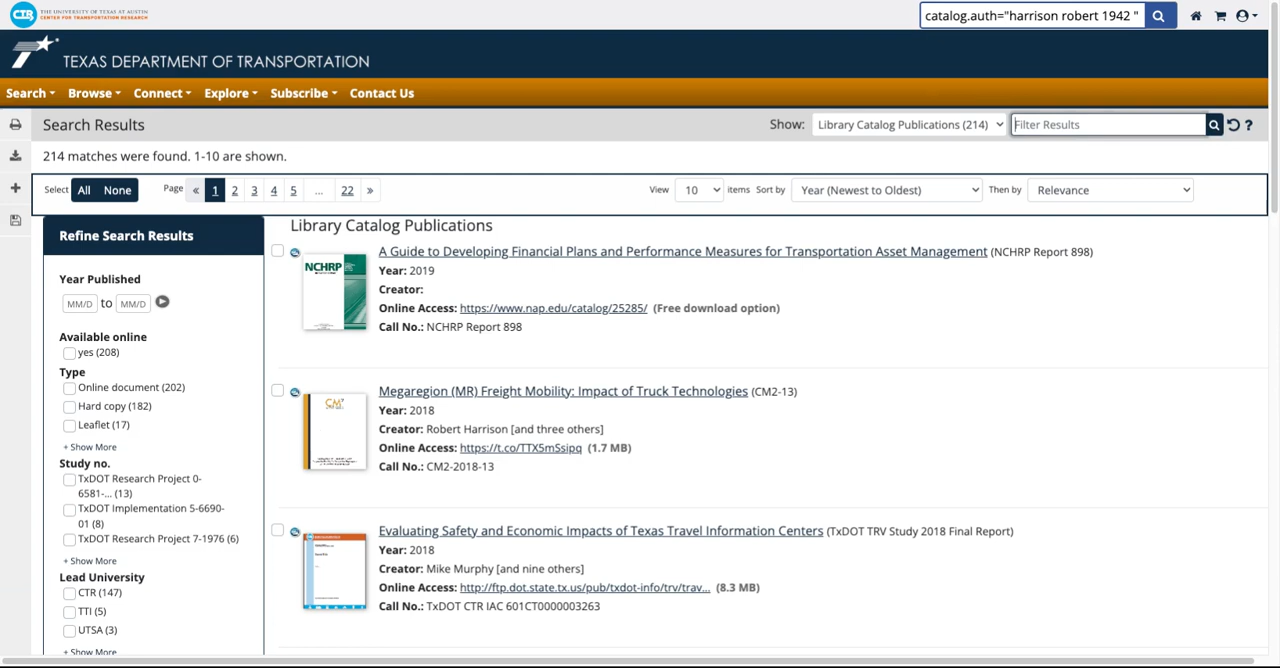 CTR THE UNIVERSITY OF TEXAS AT AUSTIN
CENTER FOR TRANSPORTATION RESEARCH
catalog.auth="harrison robert 1942 "
TEXAS DEPARTMENT OF TRANSPORTATION
Search Browse Connect Explore Subscribe Contact Us
Search Results
Show: Library Catalog Publications (214) Filter Results ?
214 matches were found. 1-10 are shown.
Select All None Page « 1 2 3 4 5 ... 22 » View 10 items Sort by Year (Newest to Oldest) Then by Relevance
Refine Search Results
Year Published
MM/D to MM/D
Available online
yes (208)
Type
Online document (202)
Hard copy (182)
Leaflet (17)
+ Show More
Study no.
TxDOT Research Project 0-
6581-... (13)
TxDOT Implementation 5-6690-
01 (8)
TxDOT Research Project 7-1976 (6)
+ Show More
Lead University
CTR (147)
TTI (5)
UTSA (3)
+ Show More
Library Catalog Publications
NCHRP
A Guide to Developing Financial Plans and Performance Measures for Transportation Asset Management (NCHRP Report 898)
Year: 2019
Creator:
Online Access: https://www.nap.edu/catalog/25285/ (Free download option)
Call No.: NCHRP Report 898
Megaregion (MR) Freight Mobility: Impact of Truck Technologies (CM2-13)
Year: 2018
Creator: Robert Harrison [and three others]
Online Access: https://t.co/TTX5mSsipq (1.7 MB)
Call No.: CM2-2018-13
Evaluating Safety and Economic Impacts of Texas Travel Information Centers (TxDOT TRV Study 2018 Final Report)
Year: 2018
Creator: Mike Murphy [and nine others]
Online Access: http://ftp.dot.state.tx.us/pub/txdot-info/trv/trav... (8.3 MB)
Call No.: TxDOT CTR IAC 601CT0000003263